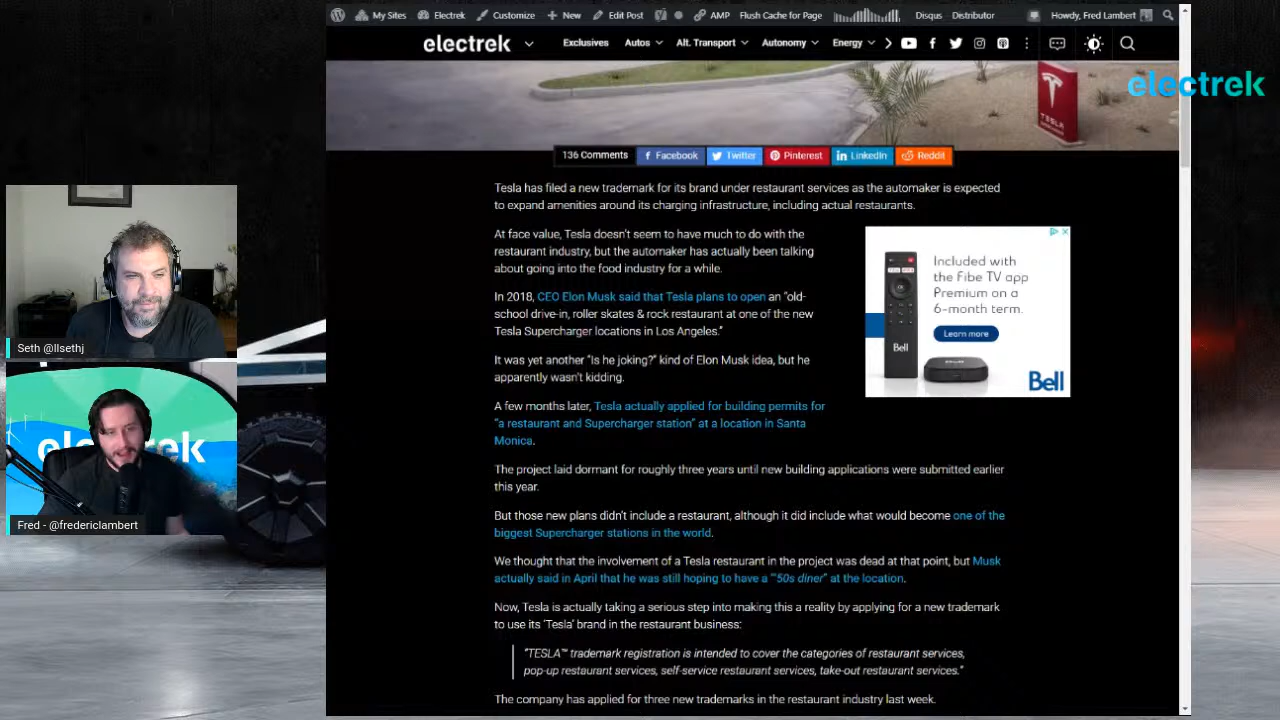 My Sites
Electrek
Customize
New
Edit Post
AMP
Flush Cache for Page
Disqus - Distributor
Howdy, Fred Lambert
electrek
Exclusives
Autos
Alt. Transport
Autonomy
Energy
electrek
TESLA
136 Comments
Facebook
Twitter
Pinterest
LinkedIn
Reddit
Tesla has filed a new trademark for its brand under restaurant services as the automaker is expected
to expand amenities around its charging infrastructure, including actual restaurants.
At face value, Tesla doesn't seem to have much to do with the
restaurant industry, but the automaker has actually been talking
about going into the food industry for a while.
In 2018, CEO Elon Musk said that Tesla plans to open an "old-
school drive-in, roller skates & rock restaurant at one of the new
Tesla Supercharger locations in Los Angeles."
It was yet another "Is he joking?" kind of Elon Musk idea, but he
apparently wasn't kidding.
A few months later, Tesla actually applied for building permits for
"a restaurant and Supercharger station" at a location in Santa
Monica.
The project laid dormant for roughly three years until new building applications were submitted earlier
this year.
But those new plans didn't include a restaurant, although it did include what would become one of the
biggest Supercharger stations in the world.
We thought that the involvement of a Tesla restaurant in the project was dead at that point, but Musk
actually said in April that he was still hoping to have a "'50s diner" at the location.
Now, Tesla is actually taking a serious step into making this a reality by applying for a new trademark
to use its 'Tesla' brand in the restaurant business:
"TESLA™ trademark registration is intended to cover the categories of restaurant services,
pop-up restaurant services, self-service restaurant services, take-out restaurant services."
The company has applied for three new trademarks in the restaurant industry last week.
Included with
the Fibe TV app
Premium on a
6-month term.
Learn more
Bell
Bell
Seth @llsethj
electrek
Fred - @fredericlambert